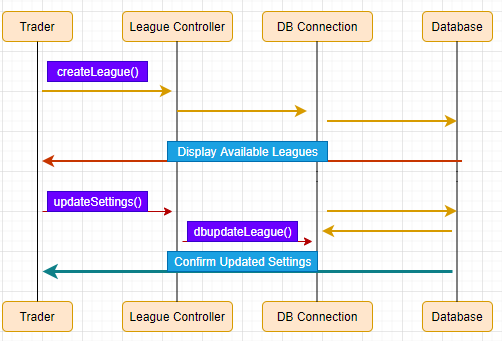 Trader
League Controller
DB Connection
Database
createLeague()
Display Available Leagues
updateSettings()
dbupdateLeague()
Confirm Updated Settings
Trader
League Controller
DB Connection
Database